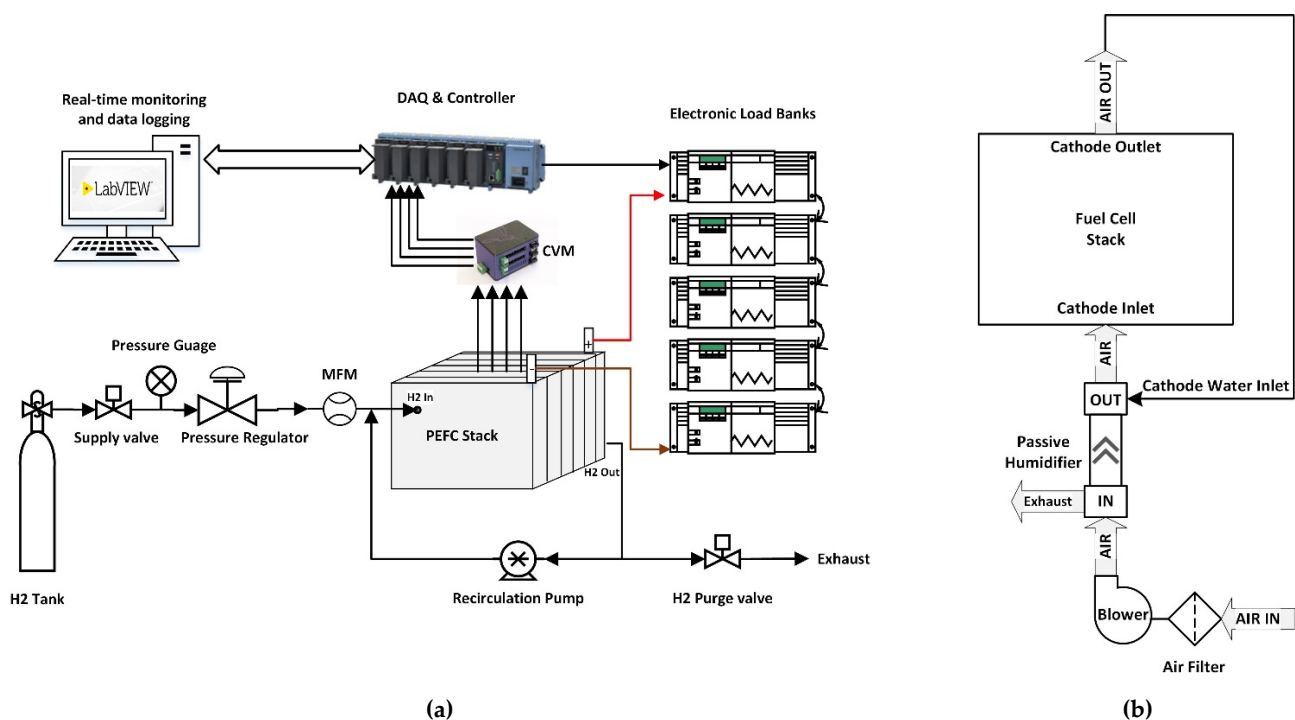 Real-time monitoring
and data logging
LabVIEW
DAQ & Controller
CVM
Electronic Load Banks
Pressure Guage
MFM
H2 In
+
-
PEFC Stack
H2 Out
Supply valve
Pressure Regulator
H2 Tank
Recirculation Pump
H2 Purge valve
Exhaust
(a)
AIR OUT
Cathode Outlet
Fuel Cell
Stack
Cathode Inlet
AIR
Cathode Water Inlet
OUT
Passive
Humidifier
Exhaust
IN
AIR
Blower
AIR IN
Air Filter
(b)